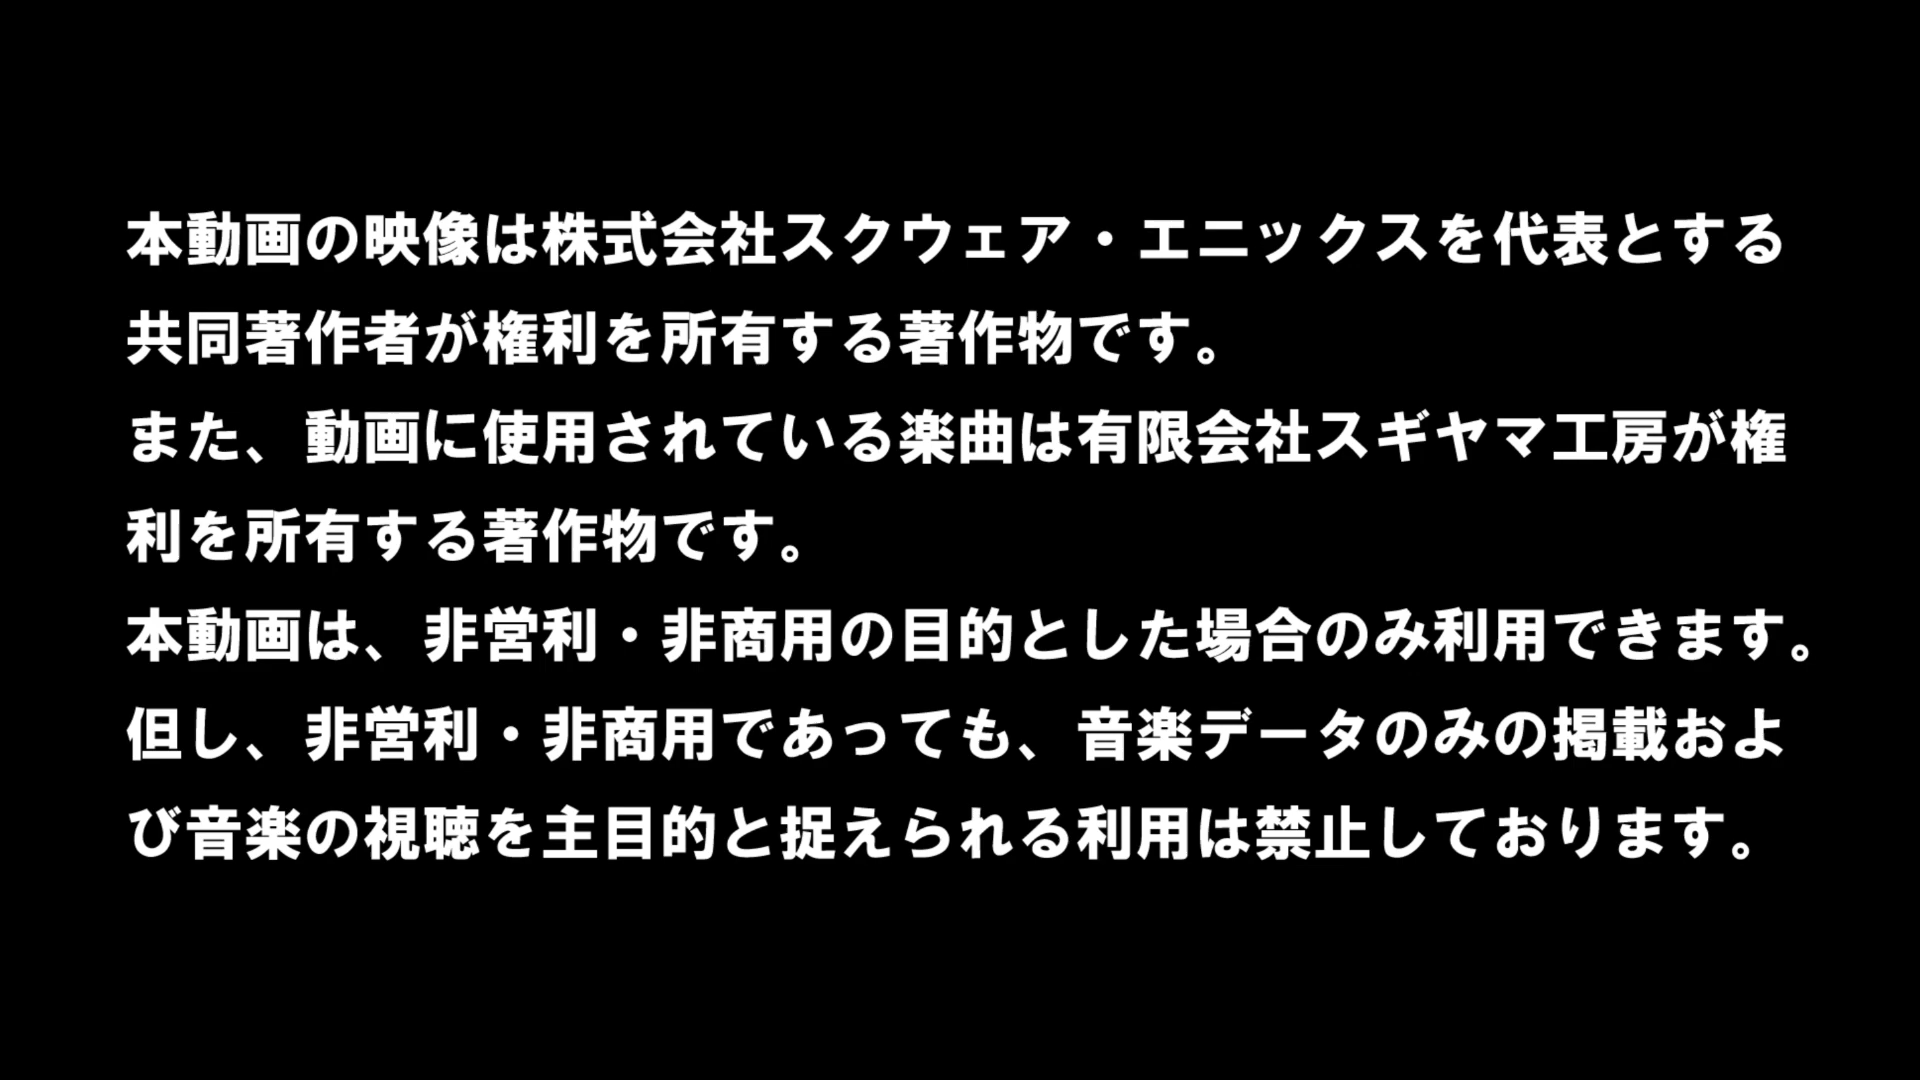 本動画の映像は株式会社スクウェア・エニックスを代表とする
共同著作者が権利を所有する著作物です。
また、動画に使用されている楽曲は有限会社スギヤマ工房が権
利を所有する著作物です。
本動画は、非営利・非商用の目的とした場合のみ利用できます。
但し、非営利・非商用であっても、音楽データのみの掲載およ
び音楽の視聴を主目的と捉えられる利用は禁止しております。